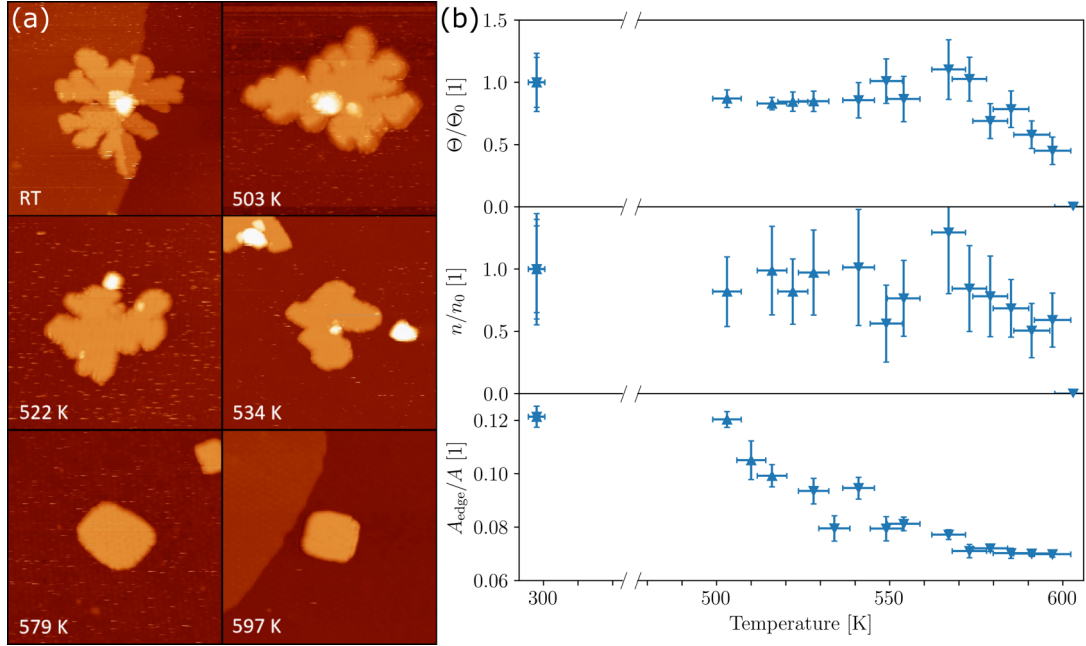 (a)
RT
503 K
522 K
534 K
579 K
597 K
(b)
1.5
1.0
0.5
0.0
Θ/Θ₀ [1]
1.0
0.5
0.0
n/n₀ [1]
0.12
0.10
0.08
0.06
A_edge/A [1]
300
500
550
600
Temperature [K]